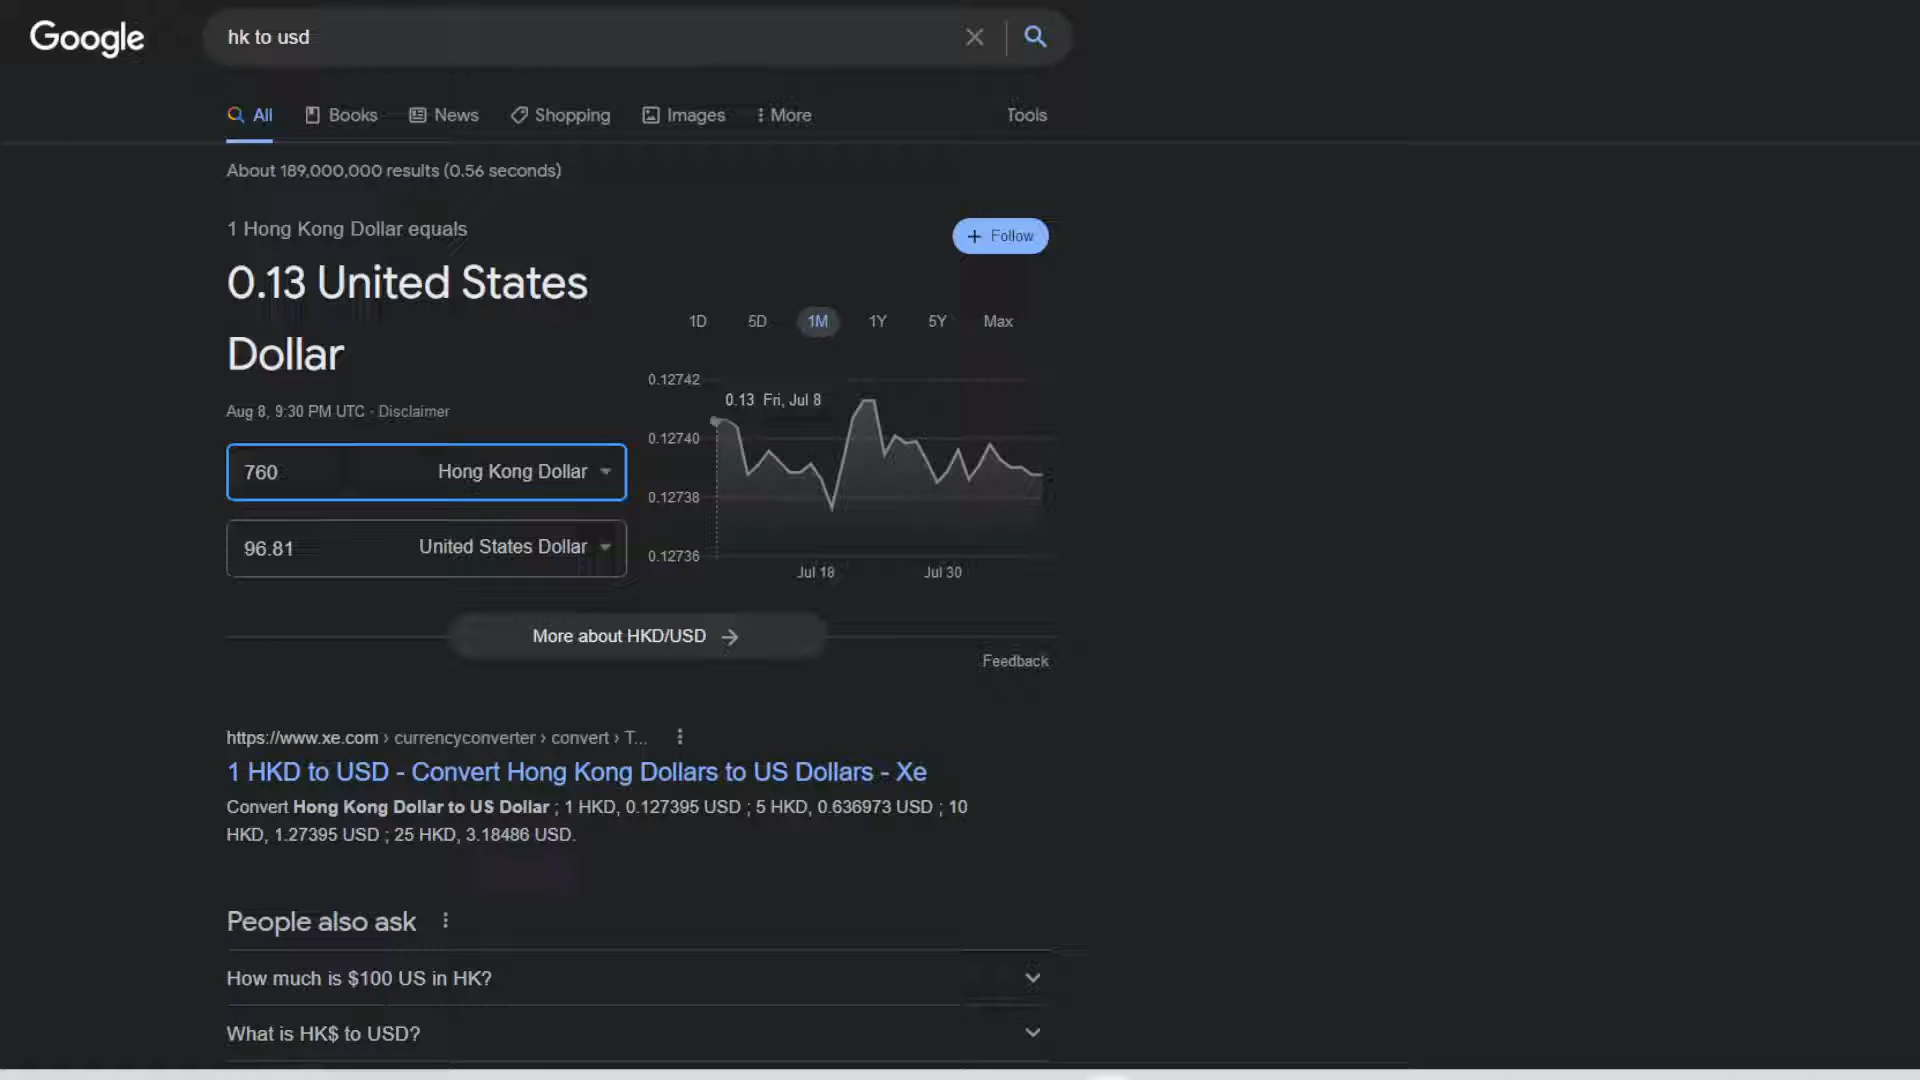 Google
hk to usd
All Books News Shopping Images More Tools
About 189,000,000 results (0.56 seconds)
1 Hong Kong Dollar equals
+ Follow
0.13 United States
Dollar
1D 5D 1M 1Y 5Y Max
Aug 8, 9:30 PM UTC · Disclaimer
760 Hong Kong Dollar
96.81 United States Dollar
0.12742
0.13 Fri, Jul 8
0.12740
0.12738
0.12736
Jul 18 Jul 30
More about HKD/USD →
Feedback
https://www.xe.com › currencyconverter › convert › T...
1 HKD to USD - Convert Hong Kong Dollars to US Dollars - Xe
Convert Hong Kong Dollar to US Dollar ; 1 HKD, 0.127395 USD ; 5 HKD, 0.636973 USD ; 10
HKD, 1.27395 USD ; 25 HKD, 3.18486 USD.
People also ask
How much is $100 US in HK?
What is HK$ to USD?